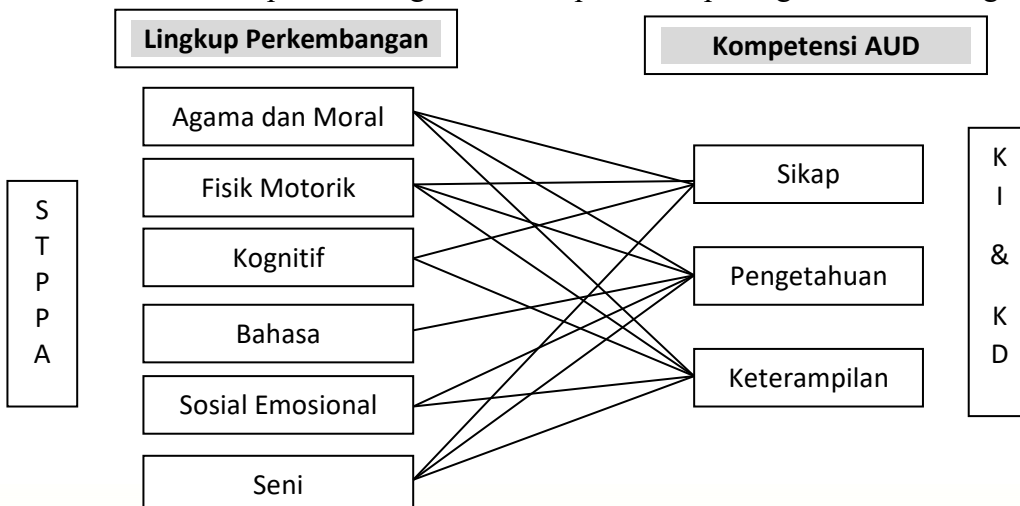 Lingkup Perkembangan
Kompetensi AUD
Agama dan Moral
Fisik Motorik
Kognitif
Bahasa
Sosial Emosional
Seni
Sikap
Pengetahuan
Keterampilan
S
T
P
P
A
K
I
&
K
D